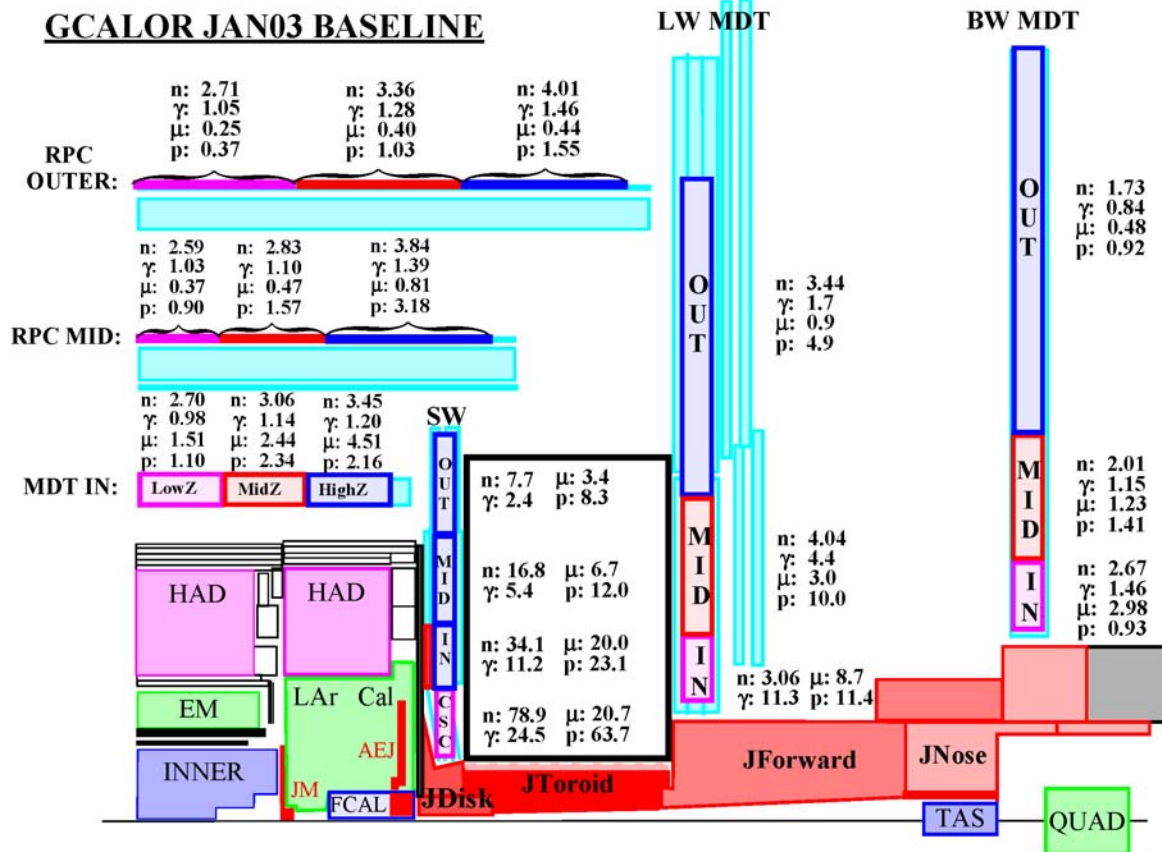 GCALOR JAN03 BASELINE
LW MDT
BW MDT
n: 2.71
γ: 1.05
μ: 0.25
p: 0.37
n: 3.36
γ: 1.28
μ: 0.40
p: 1.03
n: 4.01
γ: 1.46
μ: 0.44
p: 1.55
RPC
OUTER:
n: 2.59
γ: 1.03
μ: 0.37
p: 0.90
n: 2.83
γ: 1.10
μ: 0.47
p: 1.57
n: 3.84
γ: 1.39
μ: 0.81
p: 3.18
RPC MID:
n: 2.70
γ: 0.98
μ: 1.51
p: 1.10
n: 3.06
γ: 1.14
μ: 2.44
p: 2.34
n: 3.45
γ: 1.20
μ: 4.51
p: 2.16
MDT IN:
LowZ
MidZ
HighZ
SW
OUT
MID
IN
CSC
n: 7.7 μ: 3.4
γ: 2.4 p: 8.3
n: 16.8 μ: 6.7
γ: 5.4 p: 12.0
n: 34.1 μ: 20.0
γ: 11.2 p: 23.1
n: 78.9 μ: 20.7
γ: 24.5 p: 63.7
OUT
MID
IN
n: 3.44
γ: 1.7
μ: 0.9
p: 4.9
n: 4.04
γ: 4.4
μ: 3.0
p: 10.0
n: 3.06 μ: 8.7
γ: 11.3 p: 11.4
OUT
MID
IN
n: 1.73
γ: 0.84
μ: 0.48
p: 0.92
n: 2.01
γ: 1.15
μ: 1.23
p: 1.41
n: 2.67
γ: 1.46
μ: 2.98
p: 0.93
HAD
HAD
EM
LAr Cal
INNER
AEJ
JM
FCAL
JDisk
JToroid
JForward
JNose
TAS
QUAD